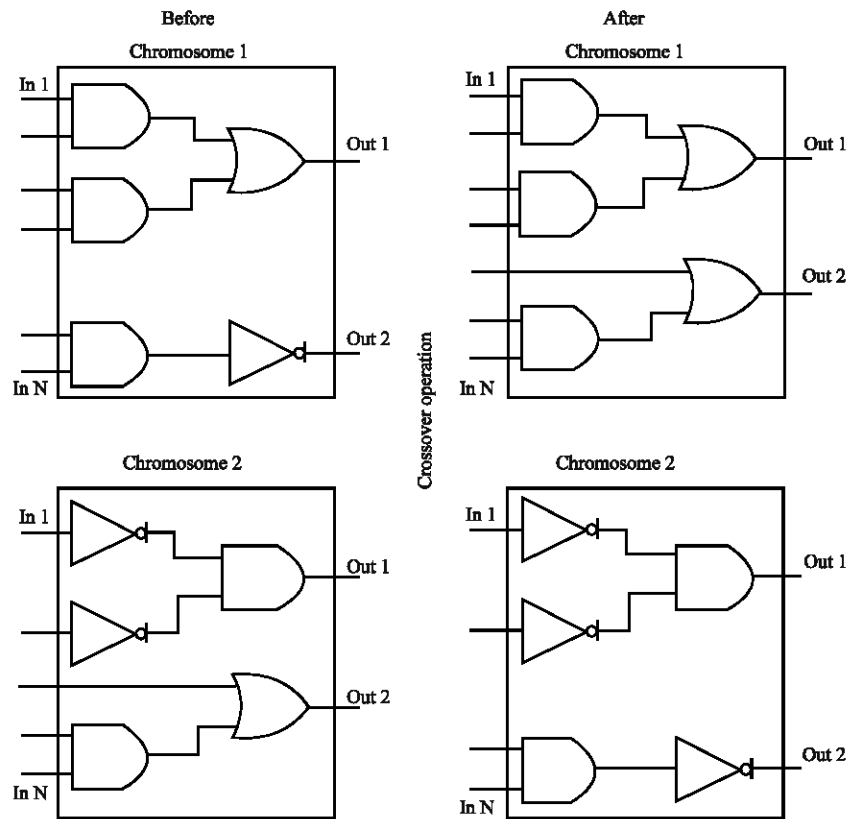 Before
Chromosome 1
In 1
Out 1
Out 2
In N
Chromosome 2
In 1
Out 1
Out 2
In N
Crossover operation
After
Chromosome 1
In 1
Out 1
Out 2
In N
Chromosome 2
In 1
Out 1
Out 2
In N